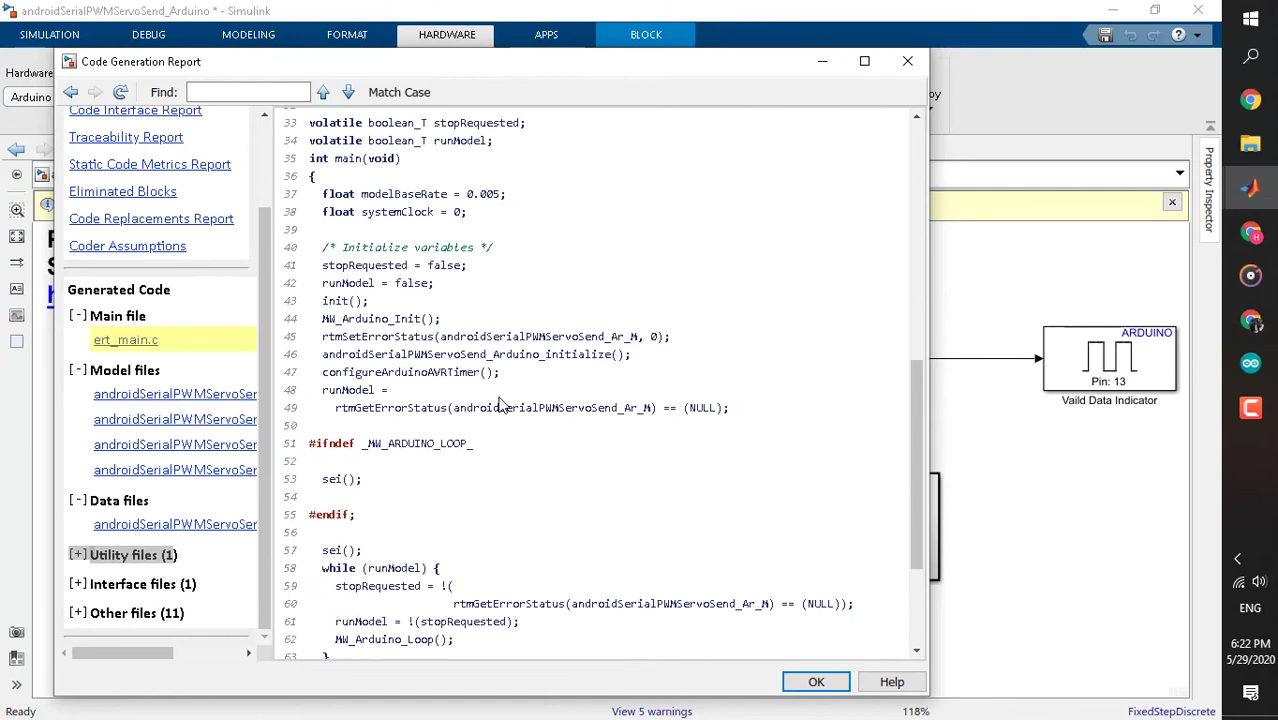 androidSerialPWMServoSend_Arduino * - Simulink
SIMULATION
DEBUG
MODELING
FORMAT
HARDWARE
APPS
BLOCK
Code Generation Report
Hardware
Find:
Match Case
Arduino
Code Interface Report
Traceability Report
Static Code Metrics Report
Eliminated Blocks
Code Replacements Report
Coder Assumptions
Generated Code
[-] Main file
ert_main.c
[-] Model files
androidSerialPWMServoSer
androidSerialPWMServoSer
androidSerialPWMServoSer
androidSerialPWMServoSer
[-] Data files
androidSerialPWMServoSer
[+] Utility files (1)
[+] Interface files (1)
[+] Other files (11)
33 volatile boolean_T stopRequested;
34 volatile boolean_T runModel;
35 int main(void)
36 {
37 float modelBaseRate = 0.005;
38 float systemClock = 0;
39
40 /* Initialize variables */
41 stopRequested = false;
42 runModel = false;
43 init();
44 MW_Arduino_Init();
45 rtmSetErrorStatus(androidSerialPWMServoSend_Ar_M, 0);
46 androidSerialPWMServoSend_Arduino_initialize();
47 configureArduinoAVRTimer();
48 runModel =
49 rtmGetErrorStatus(androidSerialPWMServoSend_Ar_M) == (NULL);
50
51 #ifndef _MW_ARDUINO_LOOP_
52
53 sei();
54
55 #endif;
56
57 sei();
58 while (runModel) {
59 stopRequested = !(
60 rtmGetErrorStatus(androidSerialPWMServoSend_Ar_M) == (NULL));
61 runModel = !(stopRequested);
62 MW_Arduino_Loop();
63 }
OK
Help
Property Inspector
ARDUINO
Pin: 13
Vaild Data Indicator
ENG
6:22 PM
5/29/2020
Ready
View 5 warnings
118%
FixedStepDiscrete